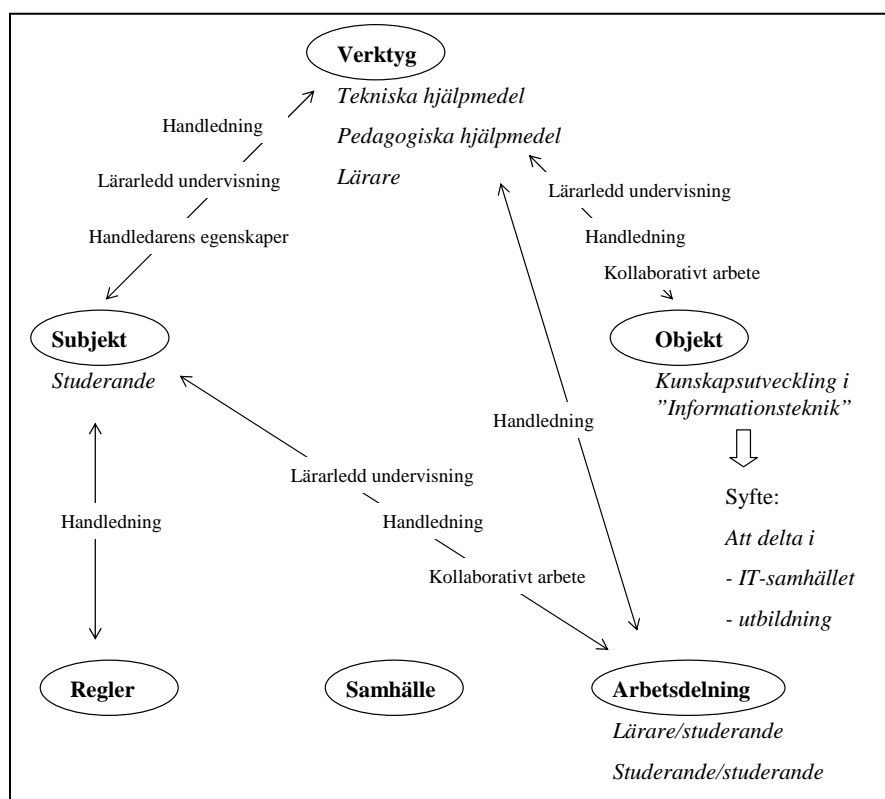 Verktyg
Tekniska hjälpmedel
Handledning
Pedagogiska hjälpmedel
Lärarledd undervisning
Lärare
Lärarledd undervisning
Handledarens egenskaper
Handledning
Kollaborativt arbete
Subjekt
Objekt
Studerande
Kunskapsutveckling i
”Informationsteknik”
Handledning
Lärarledd undervisning
Syfte:
Handledning
Handledning
Att delta i
Kollaborativt arbete
- IT-samhället
- utbildning
Regler
Samhälle
Arbetsdelning
Lärare/studerande
Studerande/studerande